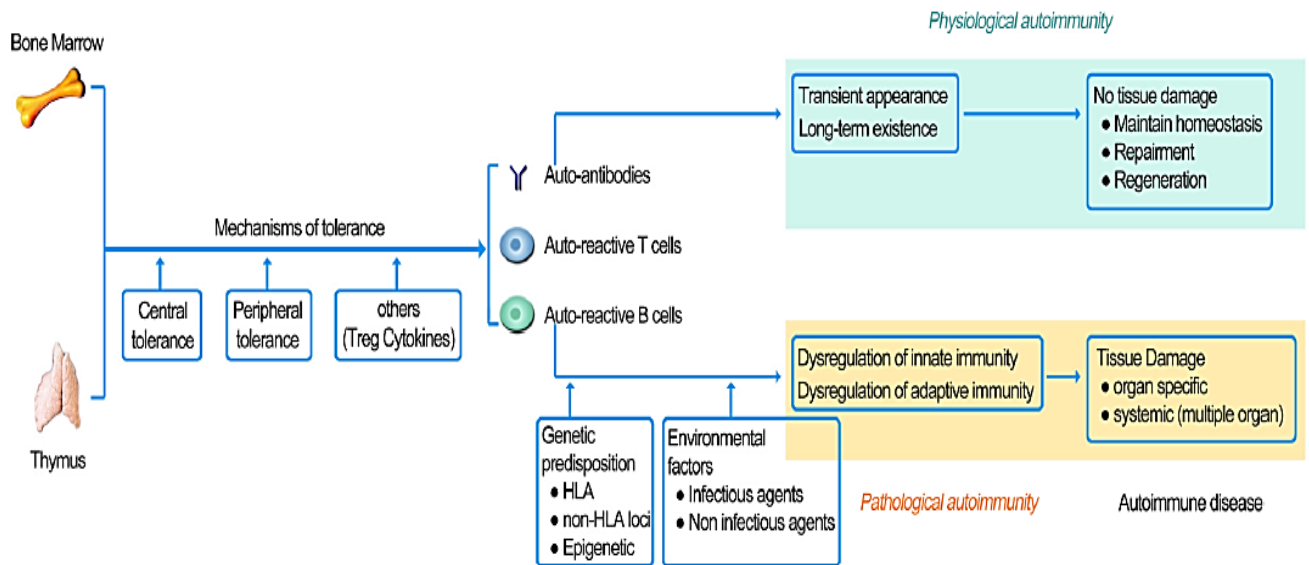 Physiological autoimmunity
Bone Marrow
Thymus
Mechanisms of tolerance
Central
tolerance
Peripheral
tolerance
others
(Treg Cytokines)
Auto-antibodies
Auto-reactive T cells
Auto-reactive B cells
Transient appearance
Long-term existence
No tissue damage
● Maintain homeostasis
● Repairment
● Regeneration
Genetic
predisposition
● HLA
● non-HLA loci
● Epigenetic
Environmental
factors
● Infectious agents
● Non infectious agents
Dysregulation of innate immunity
Dysregulation of adaptive immunity
Tissue Damage
● organ specific
● systemic (multiple organ)
Pathological autoimmunity
Autoimmune disease